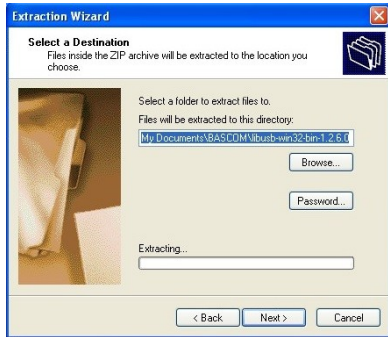 Extraction Wizard
Select a Destination
Files inside the ZIP archive will be extracted to the location you
choose.
Select a folder to extract files to.
Files will be extracted to this directory:
My Documents\BASCOM\libusb-win32-bin-1.2.6.0
Browse...
Password...
Extracting...
< Back
Next >
Cancel